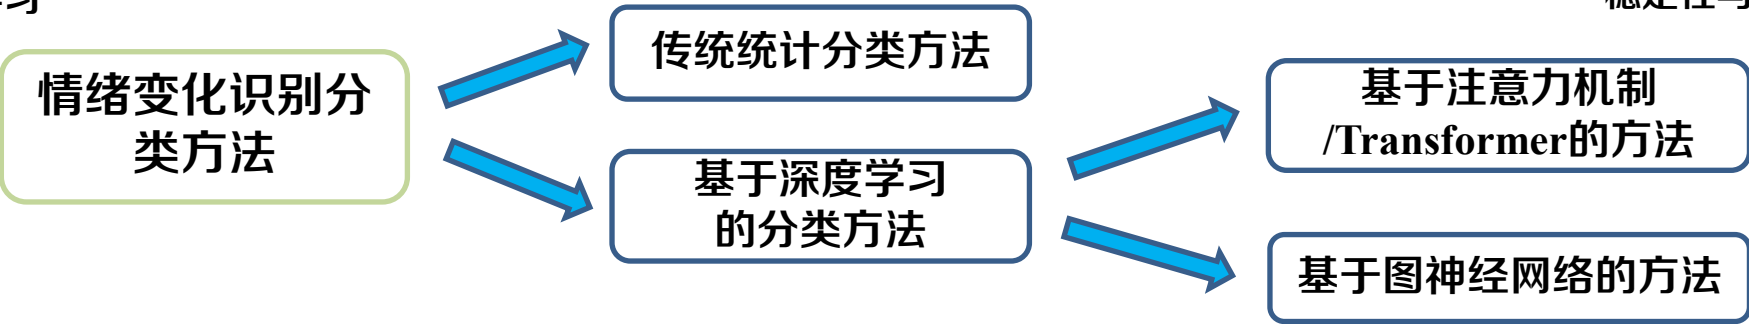 情绪变化识别分
类方法
传统统计分类方法
基于深度学习
的分类方法
基于注意力机制
/Transformer的方法
基于图神经网络的方法